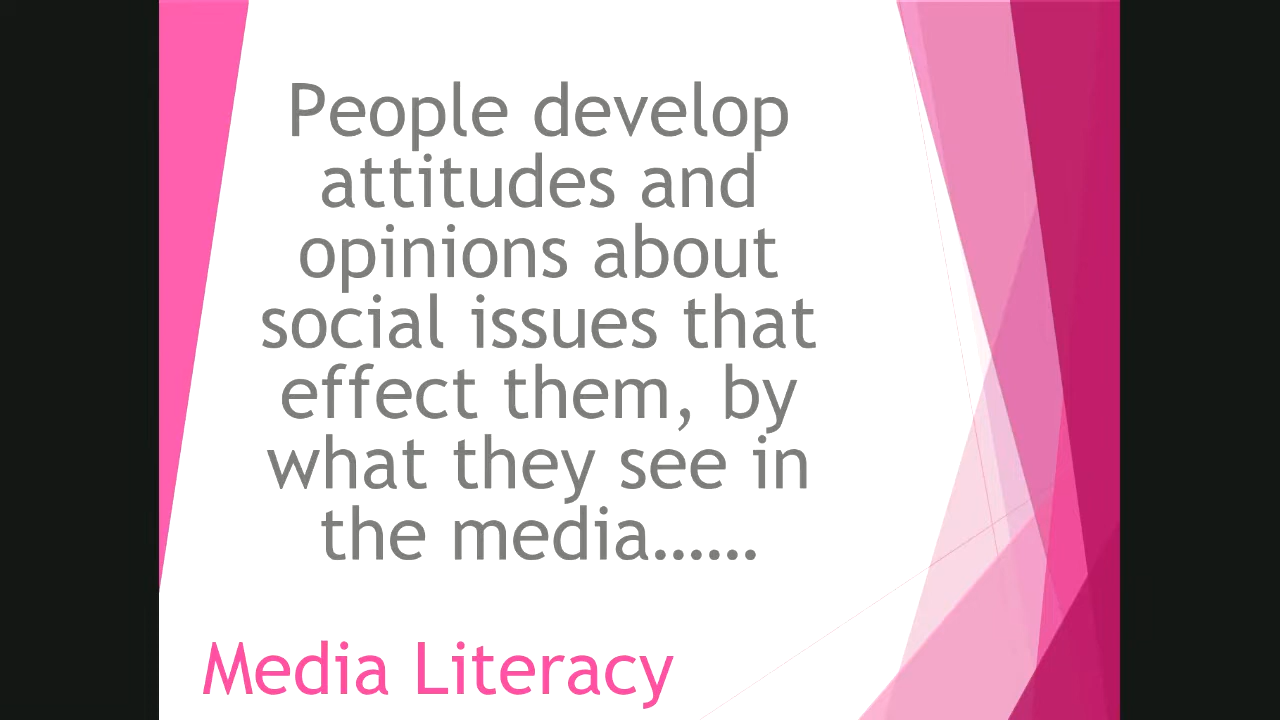 People develop
attitudes and
opinions about
social issues that
effect them, by
what they see in
the media......
Media Literacy